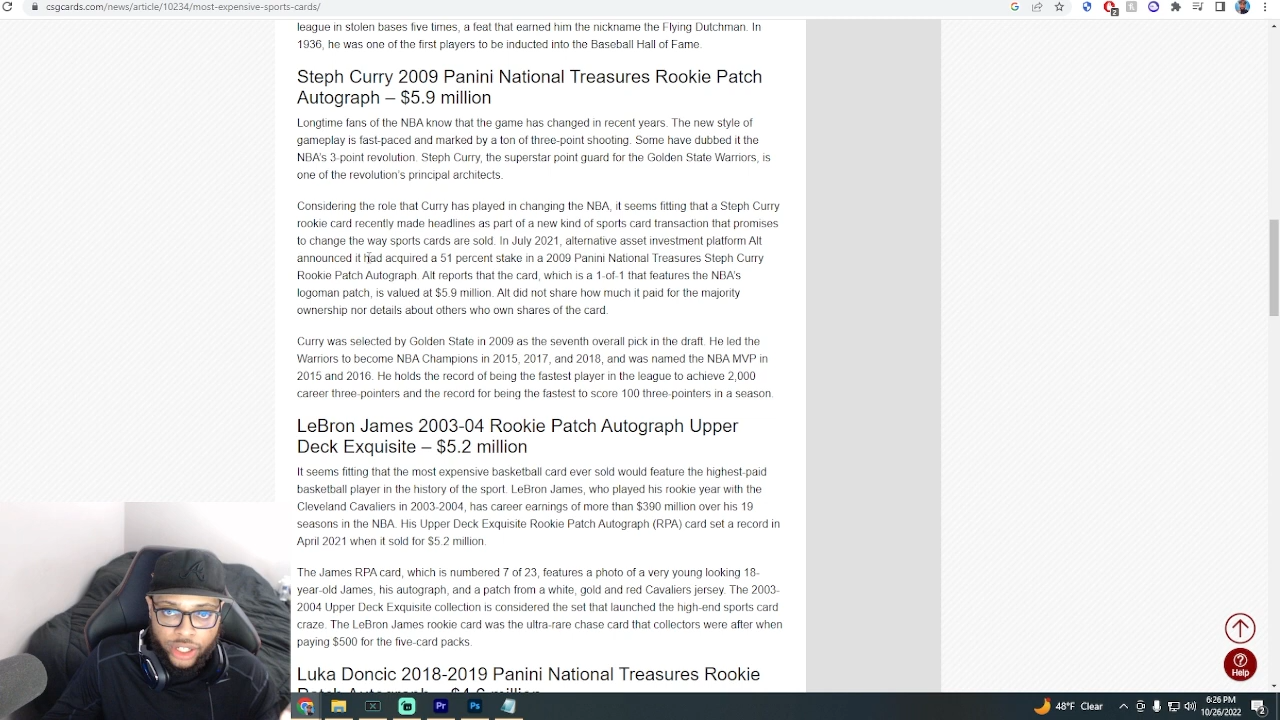 csgcards.com/news/article/10234/most-expensive-sports-cards/
2
league in stolen bases five times, a feat that earned him the nickname the Flying Dutchman. In
1936, he was one of the first players to be inducted into the Baseball Hall of Fame.
Steph Curry 2009 Panini National Treasures Rookie Patch
Autograph – $5.9 million
Longtime fans of the NBA know that the game has changed in recent years. The new style of
gameplay is fast-paced and marked by a ton of three-point shooting. Some have dubbed it the
NBA's 3-point revolution. Steph Curry, the superstar point guard for the Golden State Warriors, is
one of the revolution's principal architects.
Considering the role that Curry has played in changing the NBA, it seems fitting that a Steph Curry
rookie card recently made headlines as part of a new kind of sports card transaction that promises
to change the way sports cards are sold. In July 2021, alternative asset investment platform Alt
announced it had acquired a 51 percent stake in a 2009 Panini National Treasures Steph Curry
Rookie Patch Autograph. Alt reports that the card, which is a 1-of-1 that features the NBA's
logoman patch, is valued at $5.9 million. Alt did not share how much it paid for the majority
ownership nor details about others who own shares of the card.
Curry was selected by Golden State in 2009 as the seventh overall pick in the draft. He led the
Warriors to become NBA Champions in 2015, 2017, and 2018, and was named the NBA MVP in
2015 and 2016. He holds the record of being the fastest player in the league to achieve 2,000
career three-pointers and the record for being the fastest to score 100 three-pointers in a season.
LeBron James 2003-04 Rookie Patch Autograph Upper
Deck Exquisite – $5.2 million
It seems fitting that the most expensive basketball card ever sold would feature the highest-paid
basketball player in the history of the sport. LeBron James, who played his rookie year with the
Cleveland Cavaliers in 2003-2004, has career earnings of more than $390 million over his 19
seasons in the NBA. His Upper Deck Exquisite Rookie Patch Autograph (RPA) card set a record in
April 2021 when it sold for $5.2 million.
The James RPA card, which is numbered 7 of 23, features a photo of a very young looking 18-
year-old James, his autograph, and a patch from a white, gold and red Cavaliers jersey. The 2003-
2004 Upper Deck Exquisite collection is considered the set that launched the high-end sports card
craze. The LeBron James rookie card was the ultra-rare chase card that collectors were after when
paying $500 for the five-card packs.
Luka Doncic 2018-2019 Panini National Treasures Rookie
Patch Autograph – $4.6 million
Help
Pr
Ps
48°F Clear
6:26 PM
10/26/2022
2